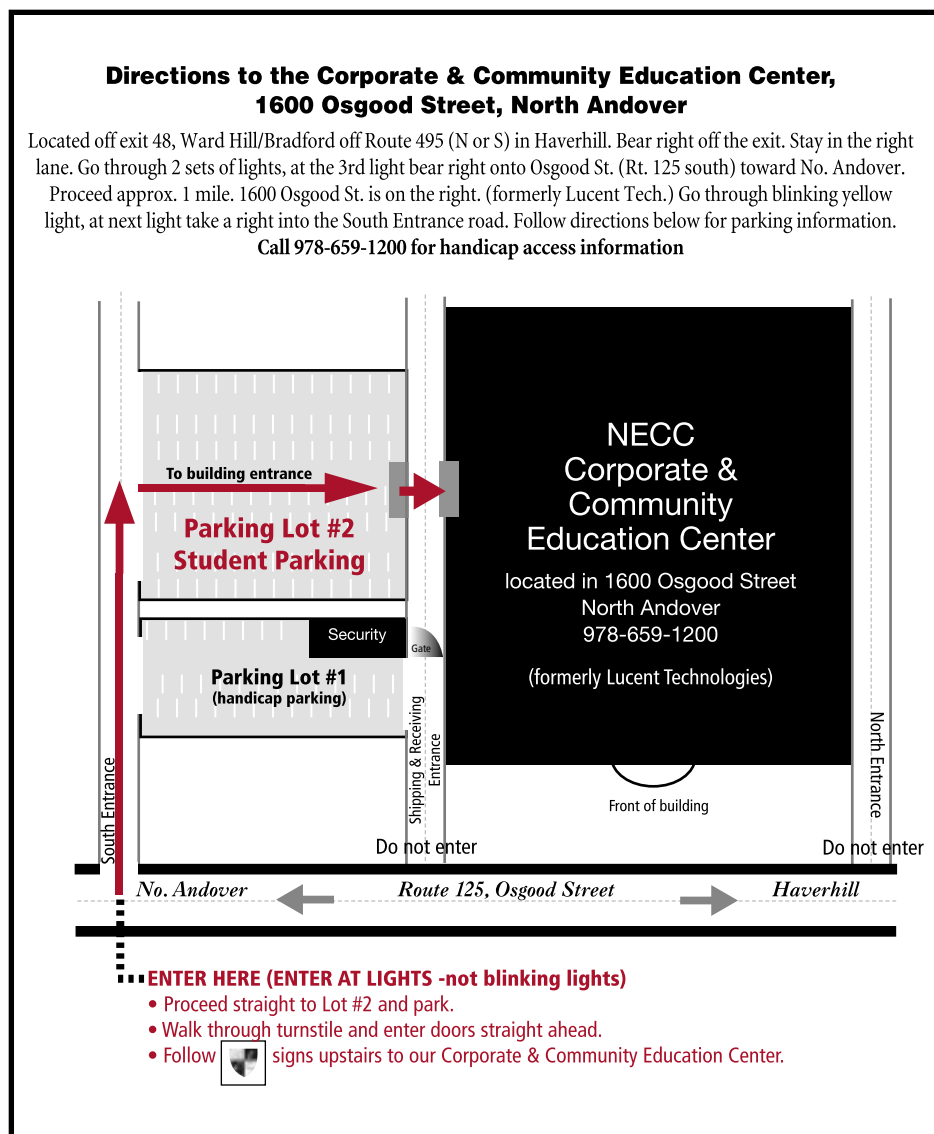 Directions to the Corporate & Community Education Center,
1600 Osgood Street, North Andover
Located off exit 48, Ward Hill/Bradford off Route 495 (N or S) in Haverhill. Bear right off the exit. Stay in the right
lane. Go through 2 sets of lights, at the 3rd light bear right onto Osgood St. (Rt. 125 south) toward No. Andover.
Proceed approx. 1 mile. 1600 Osgood St. is on the right. (formerly Lucent Tech.) Go through blinking yellow
light, at next light take a right into the South Entrance road. Follow directions below for parking information.
Call 978-659-1200 for handicap access information
To building entrance
Parking Lot #2
Student Parking
NECC
Corporate &
Community
Education Center
located in 1600 Osgood Street
North Andover
978-659-1200
(formerly Lucent Technologies)
Security
Gate
Parking Lot #1
(handicap parking)
South Entrance
Shipping & Receiving
Entrance
North Entrance
Front of building
Do not enter
Do not enter
No. Andover
Route 125, Osgood Street
Haverhill
ENTER HERE (ENTER AT LIGHTS -not blinking lights)
• Proceed straight to Lot #2 and park.
• Walk through turnstile and enter doors straight ahead.
• Follow signs upstairs to our Corporate & Community Education Center.